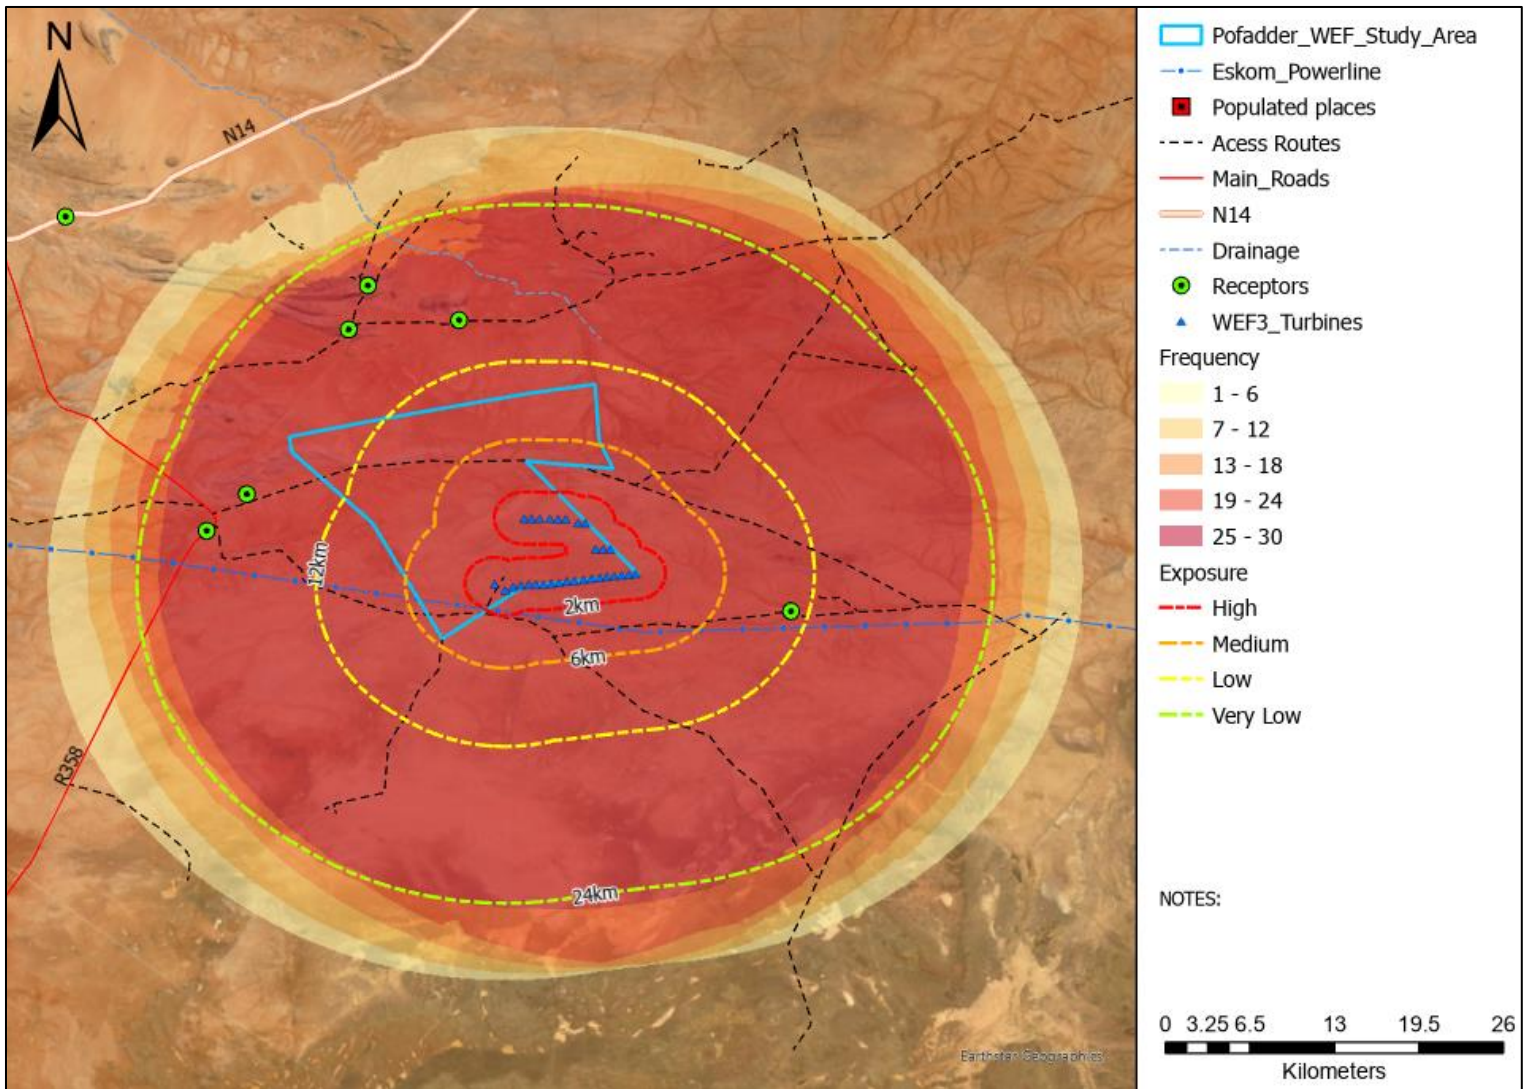 N
N14
12km
2km
6km
R358
24km
Earthstar Geographics
Pofadder_WEF_Study_Area
Eskom_Powerline
Populated places
Acess Routes
Main_Roads
N14
Drainage
Receptors
WEF3_Turbines
Frequency
1 - 6
7 - 12
13 - 18
19 - 24
25 - 30
Exposure
High
Medium
Low
Very Low
NOTES:
0 3.25 6.5 13 19.5 26
Kilometers